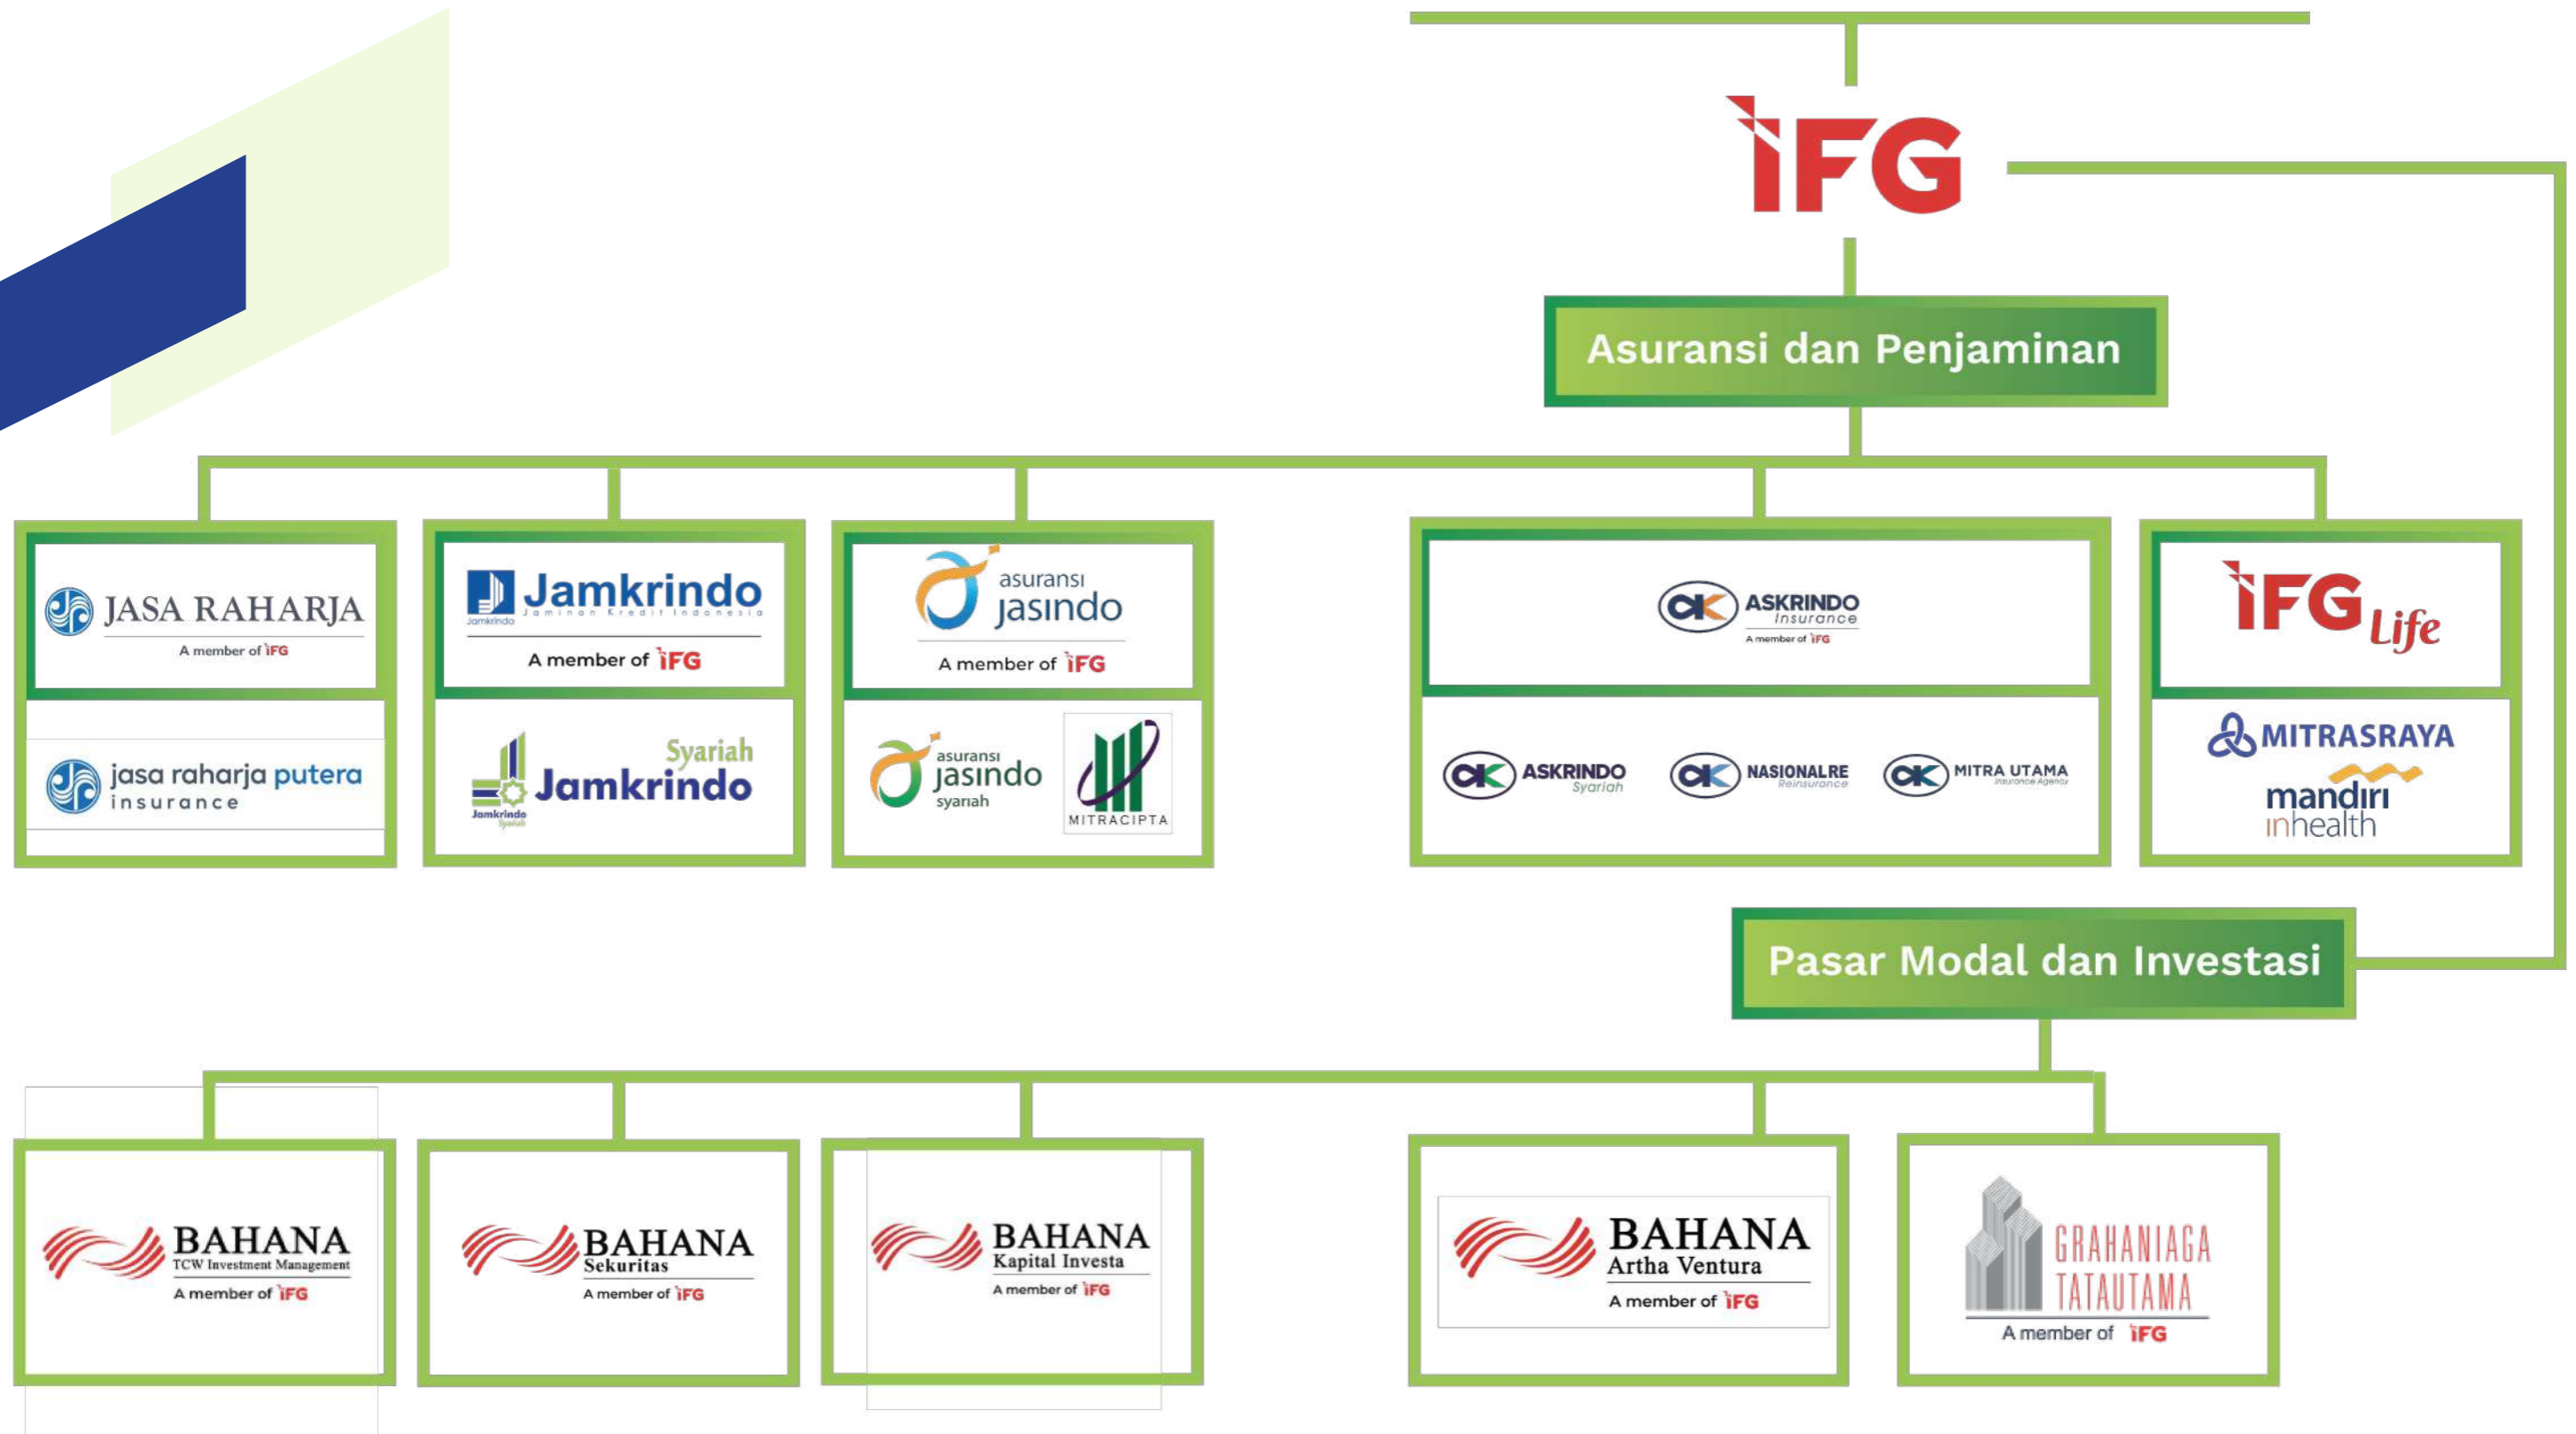 IFG
Asuransi dan Penjaminan
JASA RAHARJA
A member of IFG
jasa raharja putera
insurance
Jamkrindo
Jaminan Kredit Indonesia
Jamkrindo
A member of IFG
Syariah
Jamkrindo
Jamkrindo
Syariah
asuransi
jasindo
A member of IFG
asuransi
jasindo
syariah
MITRACIPTA
ASKRINDO
Insurance
A member of IFG
ASKRINDO
Syariah
NASIONALRE
Reinsurance
MITRA UTAMA
Insurance Agency
IFG Life
MITRASRAYA
mandiri
inhealth
Pasar Modal dan Investasi
BAHANA
TCW Investment Management
A member of IFG
BAHANA
Sekuritas
A member of IFG
BAHANA
Kapital Investa
A member of IFG
BAHANA
Artha Ventura
A member of IFG
GRAHANIAGA
TATAUTAMA
A member of IFG